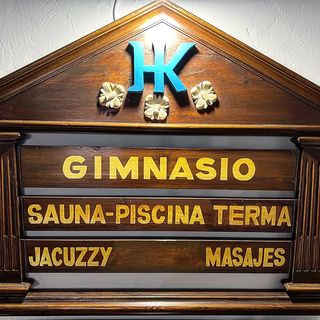 HK
GIMNASIO
SAUNA-PISCINA TERMA
JACUZZY MASAJES